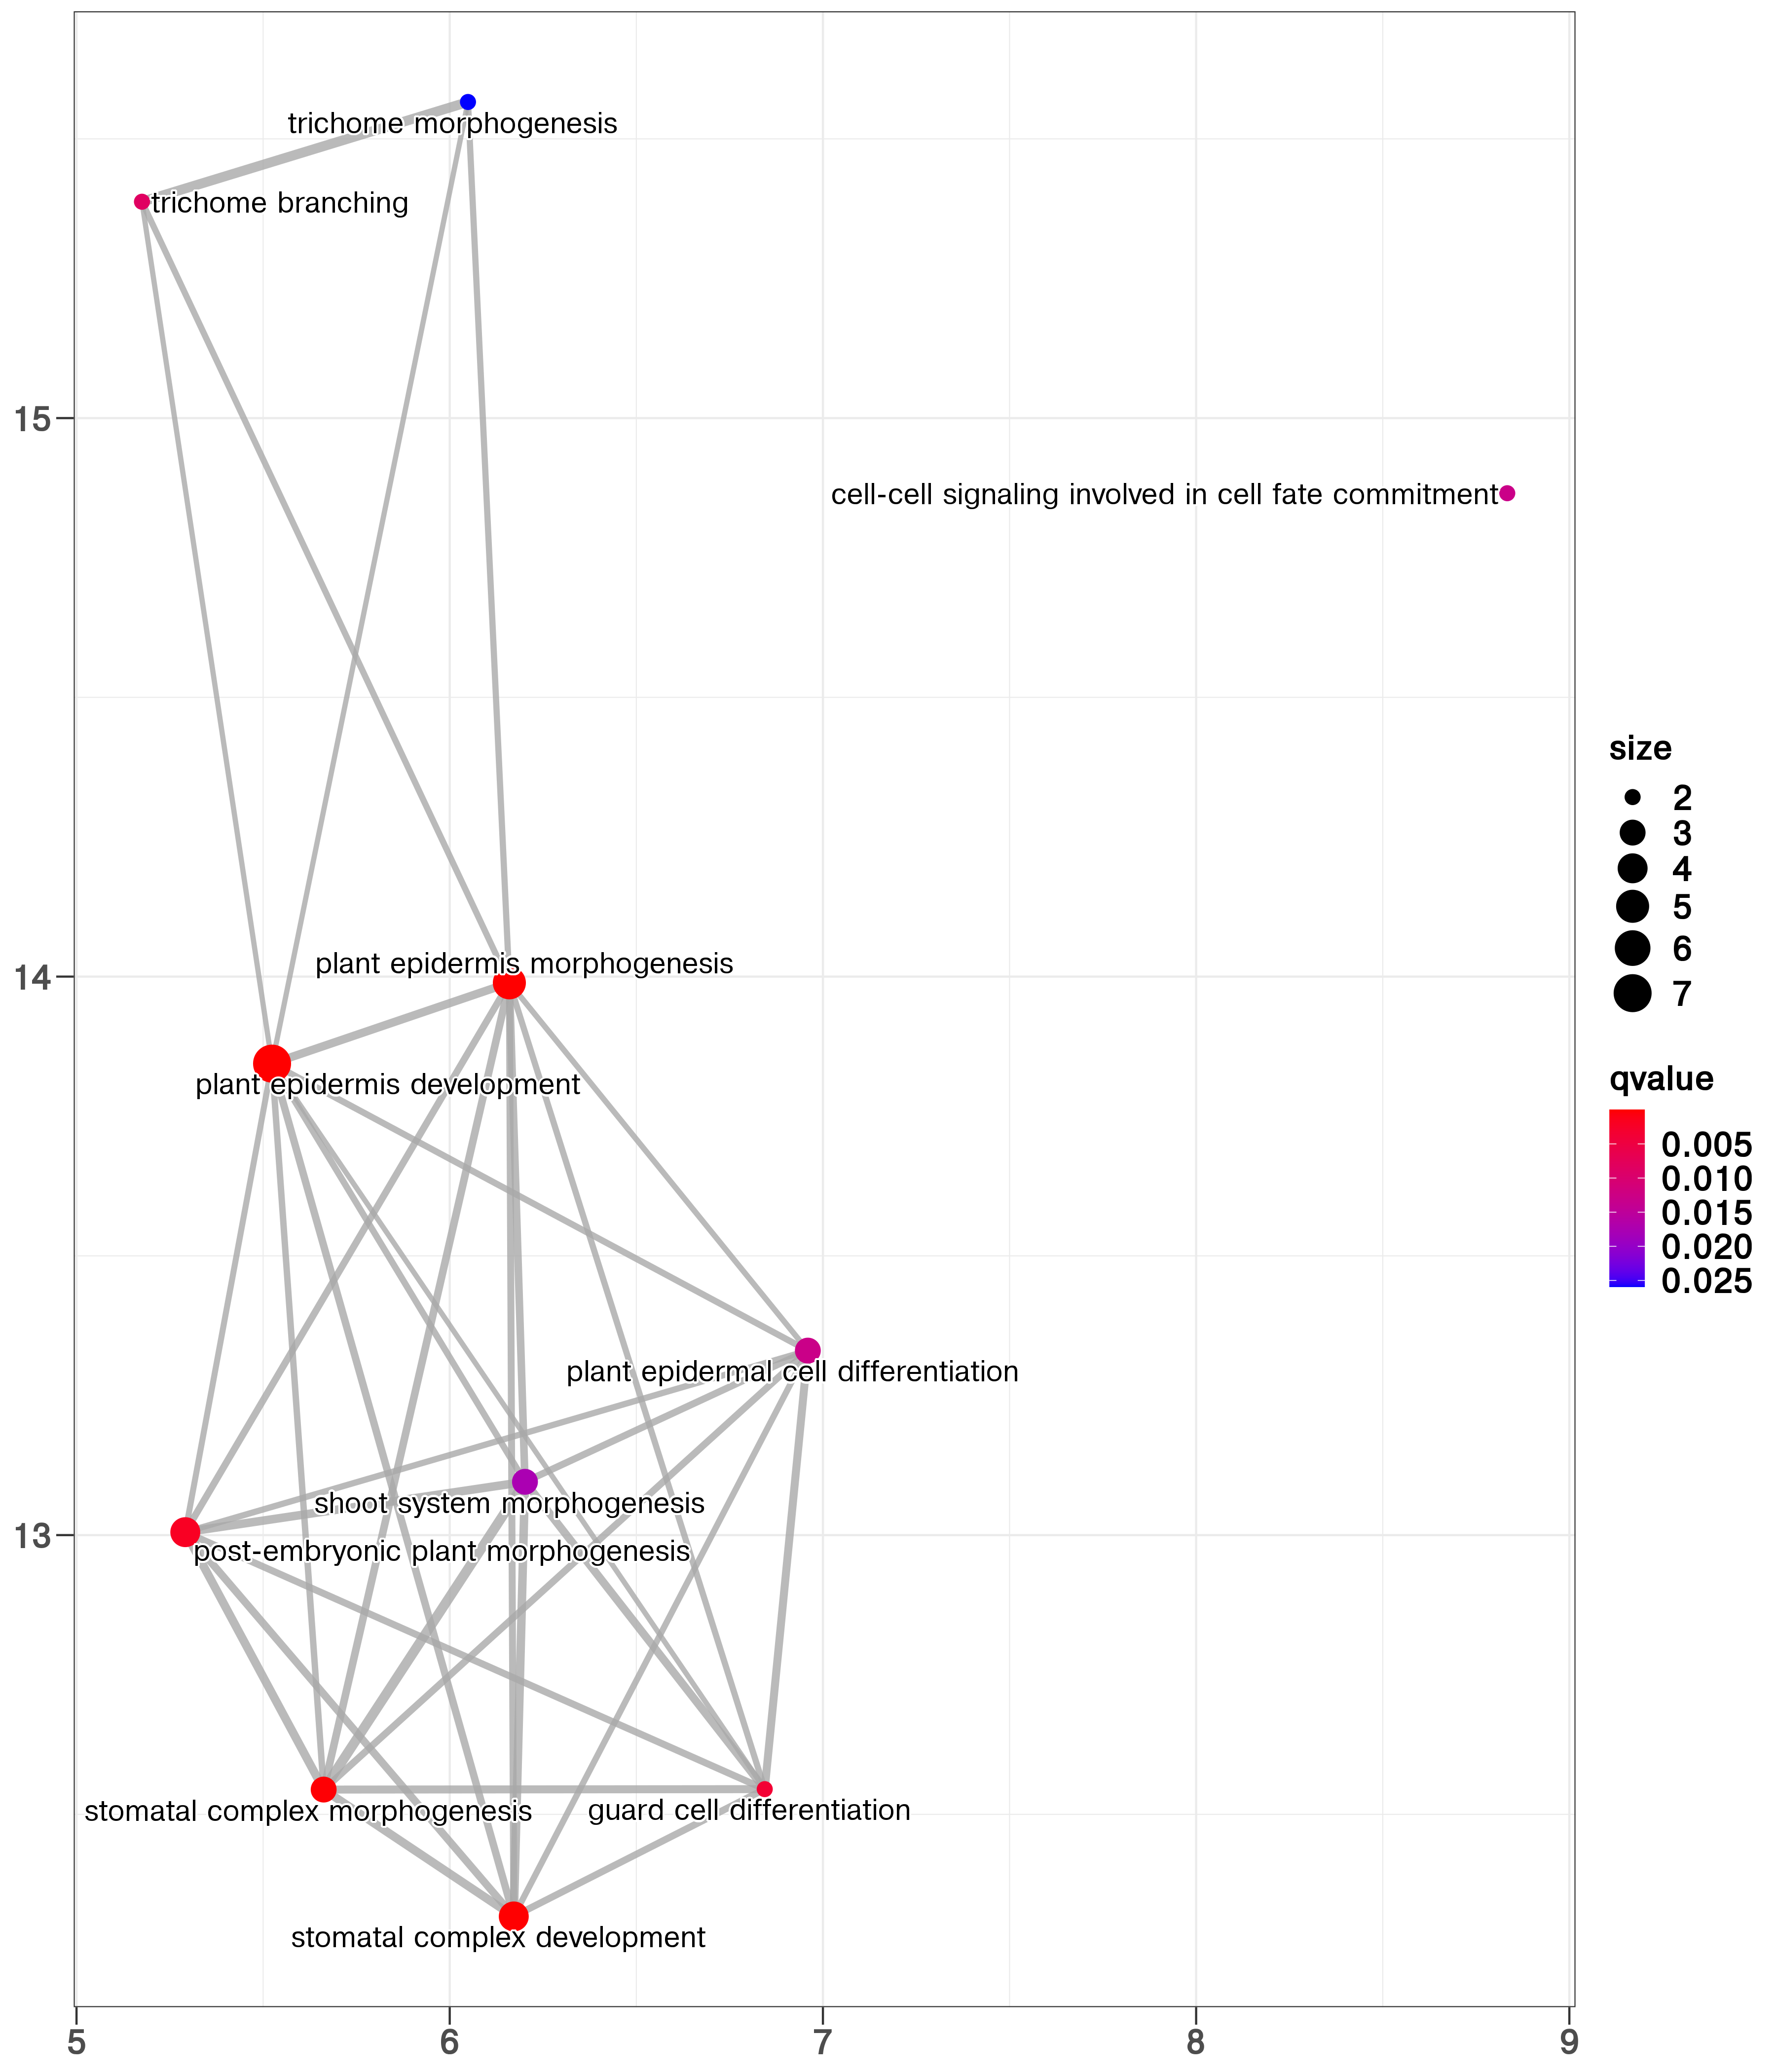 trichome morphogenesis
trichome branching
15
cell-cell signaling involved in cell fate commitment
size
2
3
4
5
6
7
14
plant epidermis morphogenesis
plant epidermis development
qvalue
0.005
0.010
0.015
0.020
0.025
plant epidermal cell differentiation
shoot system morphogenesis
13
post-embryonic plant morphogenesis
stomatal complex morphogenesis
guard cell differentiation
stomatal complex development
5
6
7
8
9